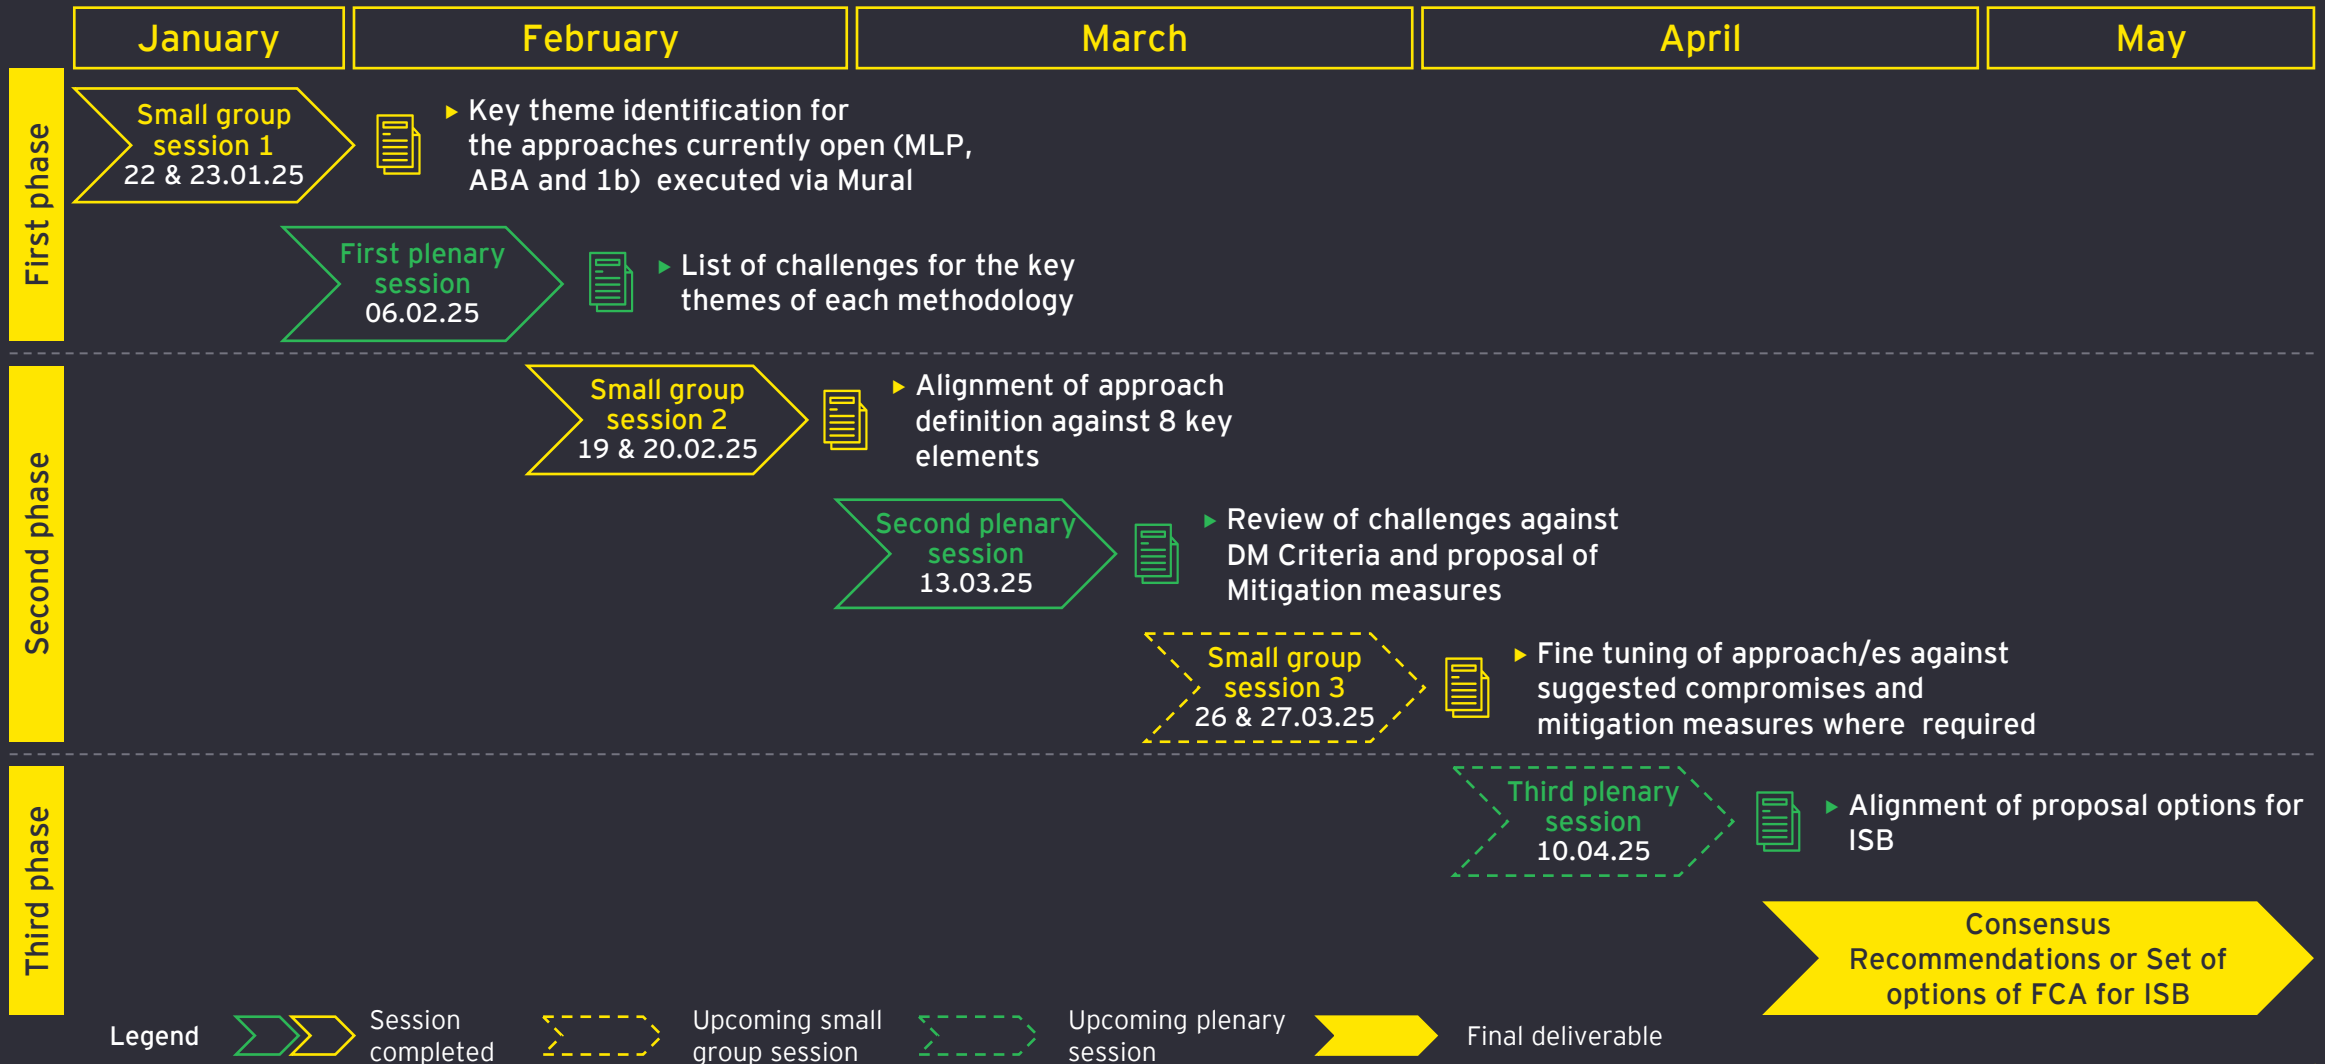 January
February
March
April
May
First phase
Small group
session 1
22 & 23.01.25
Key theme identification for
the approaches currently open (MLP,
ABA and 1b) executed via Mural
First plenary
session
06.02.25
List of challenges for the key
themes of each methodology
Second phase
Small group
session 2
19 & 20.02.25
Alignment of approach
definition against 8 key
elements
Second plenary
session
13.03.25
Review of challenges against
DM Criteria and proposal of
Mitigation measures
Small group
session 3
26 & 27.03.25
Fine tuning of approach/es against
suggested compromises and
mitigation measures where required
Third phase
Third plenary
session
10.04.25
Alignment of proposal options for
ISB
Consensus
Recommendations or Set of
options of FCA for ISB
Legend
Session
completed
Upcoming small
group session
Upcoming plenary
session
Final deliverable